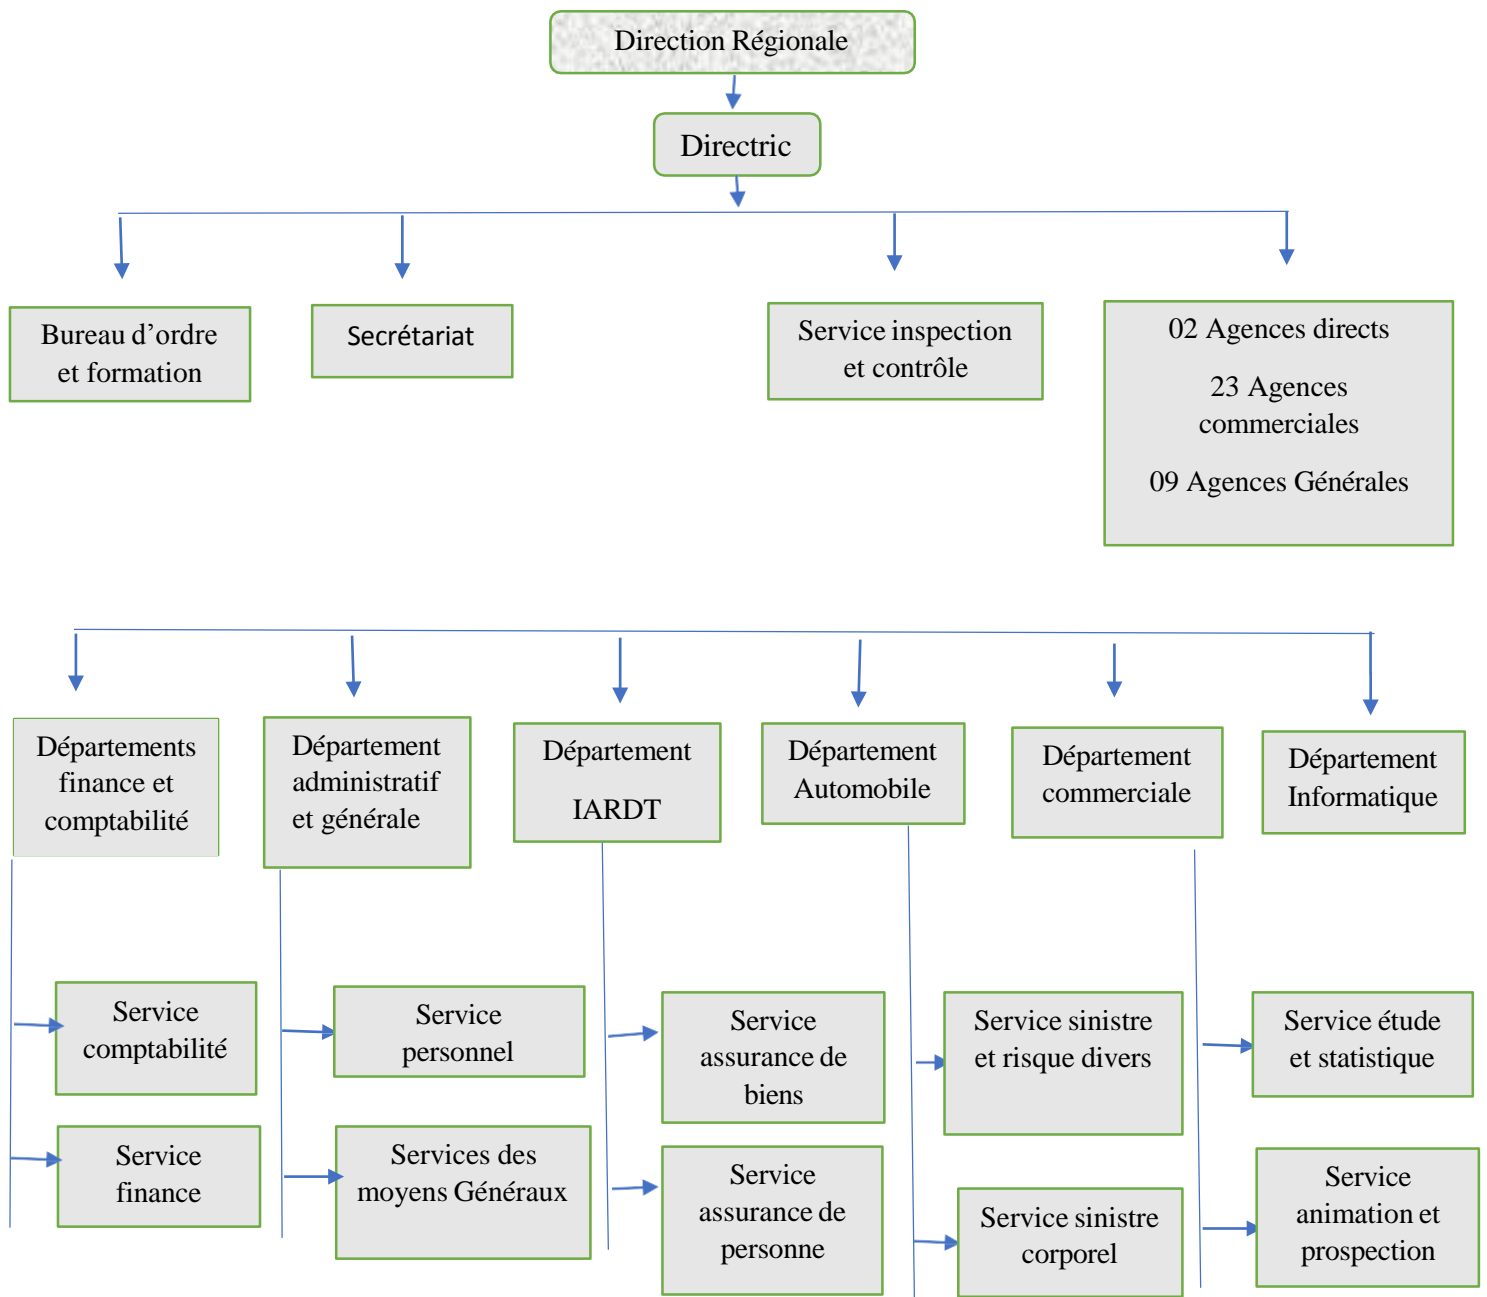 Direction Régionale
Directric
Bureau d’ordre
et formation
Secrétariat
Service inspection
et contrôle
02 Agences directs
23 Agences
commerciales
09 Agences Générales
Départements
finance et
comptabilité
Département
administratif
et générale
Département
IARDT
Département
Automobile
Département
commerciale
Département
Informatique
Service
comptabilité
Service
personnel
Service
assurance de
biens
Service sinistre
et risque divers
Service étude
et statistique
Service
finance
Services des
moyens Généraux
Service
assurance de
personne
Service sinistre
corporel
Service
animation et
prospection